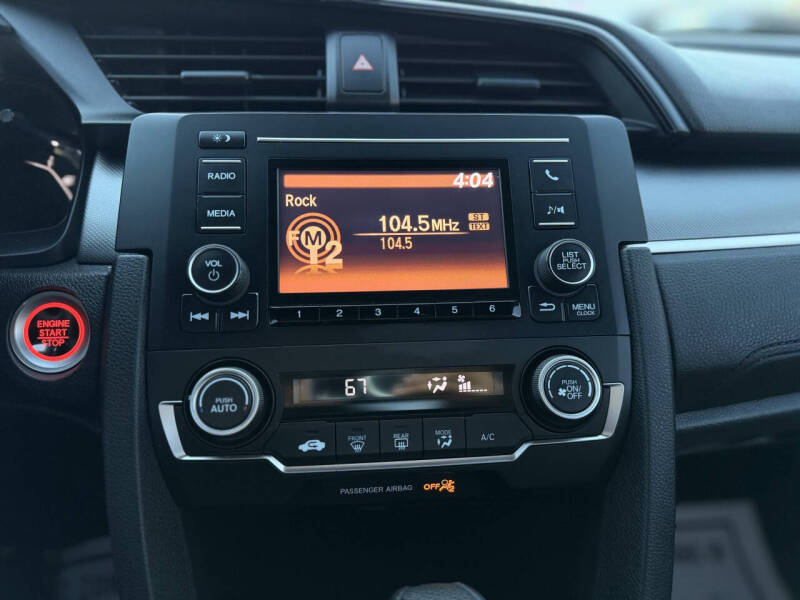 RADIO
MEDIA
4:04
Rock
FM2
104.5MHz
ST
TEXT
104.5
VOL
LIST
PUSH
SELECT
MENU
CLOCK
1 2 3 4 5 6
ENGINE
START
STOP
67
PUSH
AUTO
PUSH
ON/
OFF
FRONT
REAR
MODE
A/C
PASSENGER AIRBAG
OFF
2